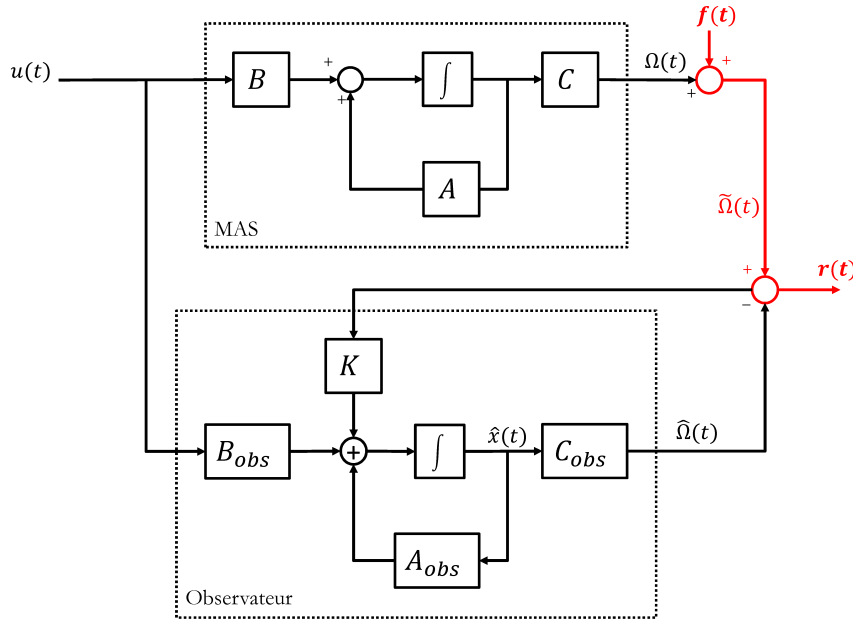 f(t)
u(t)
B
+
+
∫
C
Ω(t)
+
+
A
MAS
Ω̃(t)
+
−
r(t)
K
B_obs
+
∫
x̂(t)
C_obs
Ω̂(t)
A_obs
Observateur